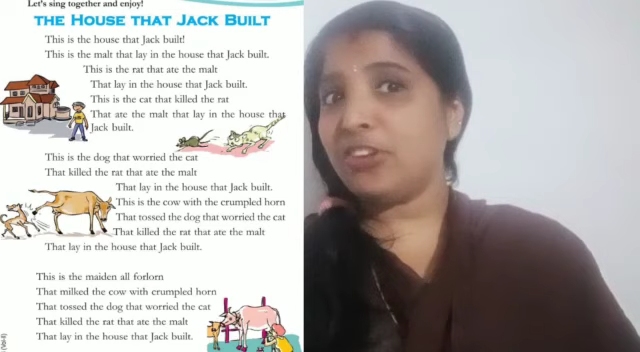 Let's sing together and enjoy!
THE HOUSE THAT JACK BUILT
This is the house that Jack built!
This is the malt that lay in the house that Jack built.
This is the rat that ate the malt
That lay in the house that Jack built.
This is the cat that killed the rat
That ate the malt that lay in the house that
Jack built.
This is the dog that worried the cat
That killed the rat that ate the malt
That lay in the house that Jack built.
This is the cow with the crumpled horn
That tossed the dog that worried the cat
That killed the rat that ate the malt
That lay in the house that Jack built.
This is the maiden all forlorn
That milked the cow with crumpled horn
That tossed the dog that worried the cat
That killed the rat that ate the malt
That lay in the house that Jack built.
(Vol-II)